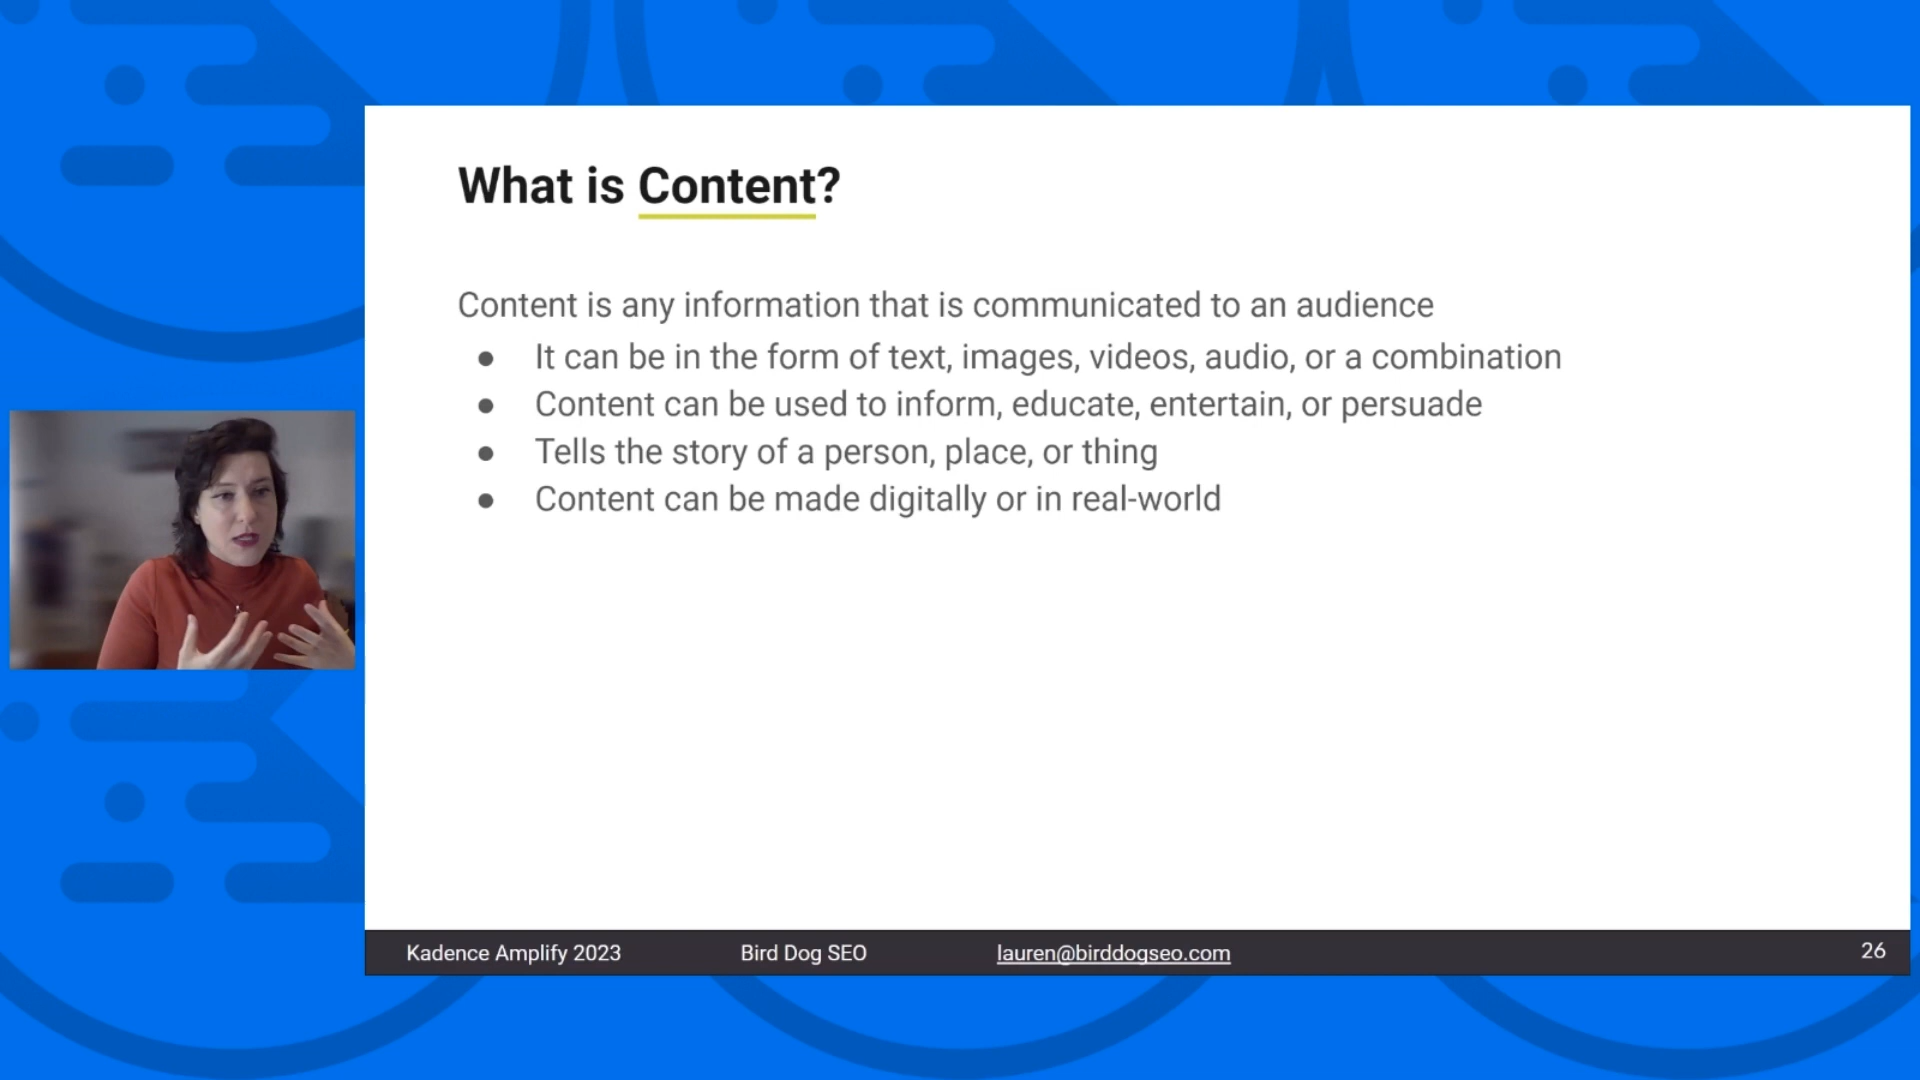 What is Content?
Content is any information that is communicated to an audience
● It can be in the form of text, images, videos, audio, or a combination
● Content can be used to inform, educate, entertain, or persuade
● Tells the story of a person, place, or thing
● Content can be made digitally or in real-world
Kadence Amplify 2023 Bird Dog SEO lauren@birddogseo.com 26